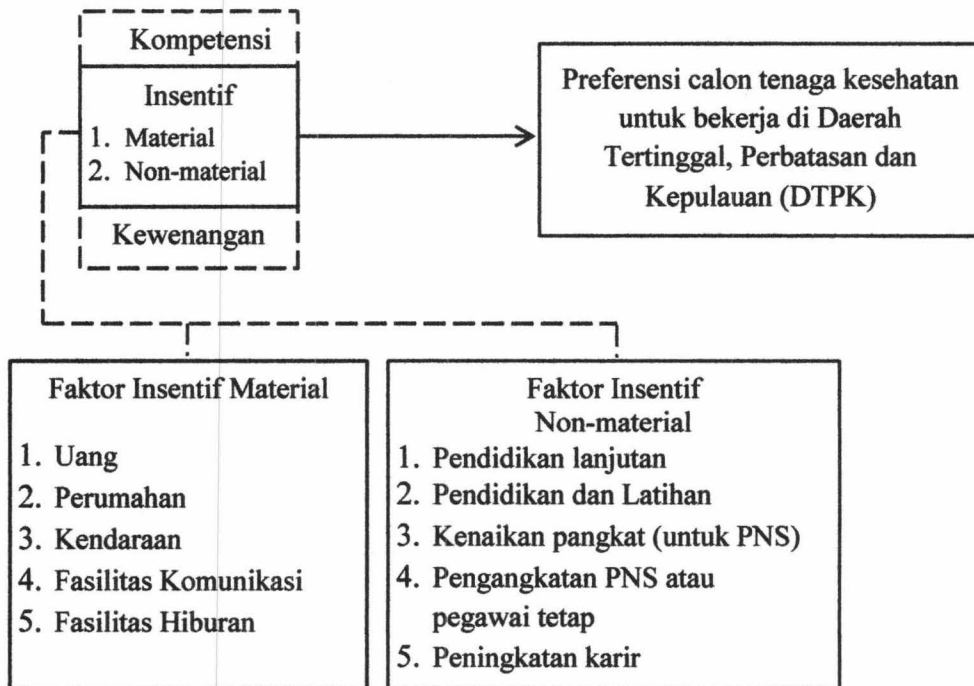 Kompetensi
Insentif
1. Material
2. Non-material
Kewenangan
Preferensi calon tenaga kesehatan
untuk bekerja di Daerah
Tertinggal, Perbatasan dan
Kepulauan (DTPK)
Faktor Insentif Material
1. Uang
2. Perumahan
3. Kendaraan
4. Fasilitas Komunikasi
5. Fasilitas Hiburan
Faktor Insentif
Non-material
1. Pendidikan lanjutan
2. Pendidikan dan Latihan
3. Kenaikan pangkat (untuk PNS)
4. Pengangkatan PNS atau
pegawai tetap
5. Peningkatan karir